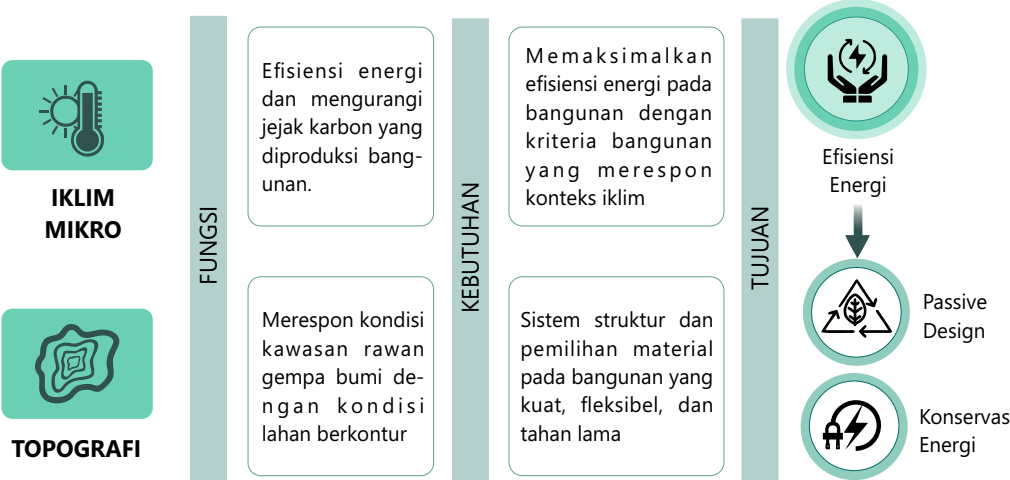 IKLIM
MIKRO
TOPOGRAFI
FUNGSI
Efisiensi energi
dan mengurangi
jejak karbon yang
diproduksi bang-
unan.
Merespon kondisi
kawasan rawan
gempa bumi de-
ngan kondisi
lahan berkontur
KEBUTUHAN
Memaksimalkan
efisiensi energi pada
bangunan dengan
kriteria bangunan
yang merespon
konteks iklim
Sistem struktur dan
pemilihan material
pada bangunan yang
kuat, fleksibel, dan
tahan lama
TUJUAN
Efisiensi
Energi
Passive
Design
Konservas
Energi